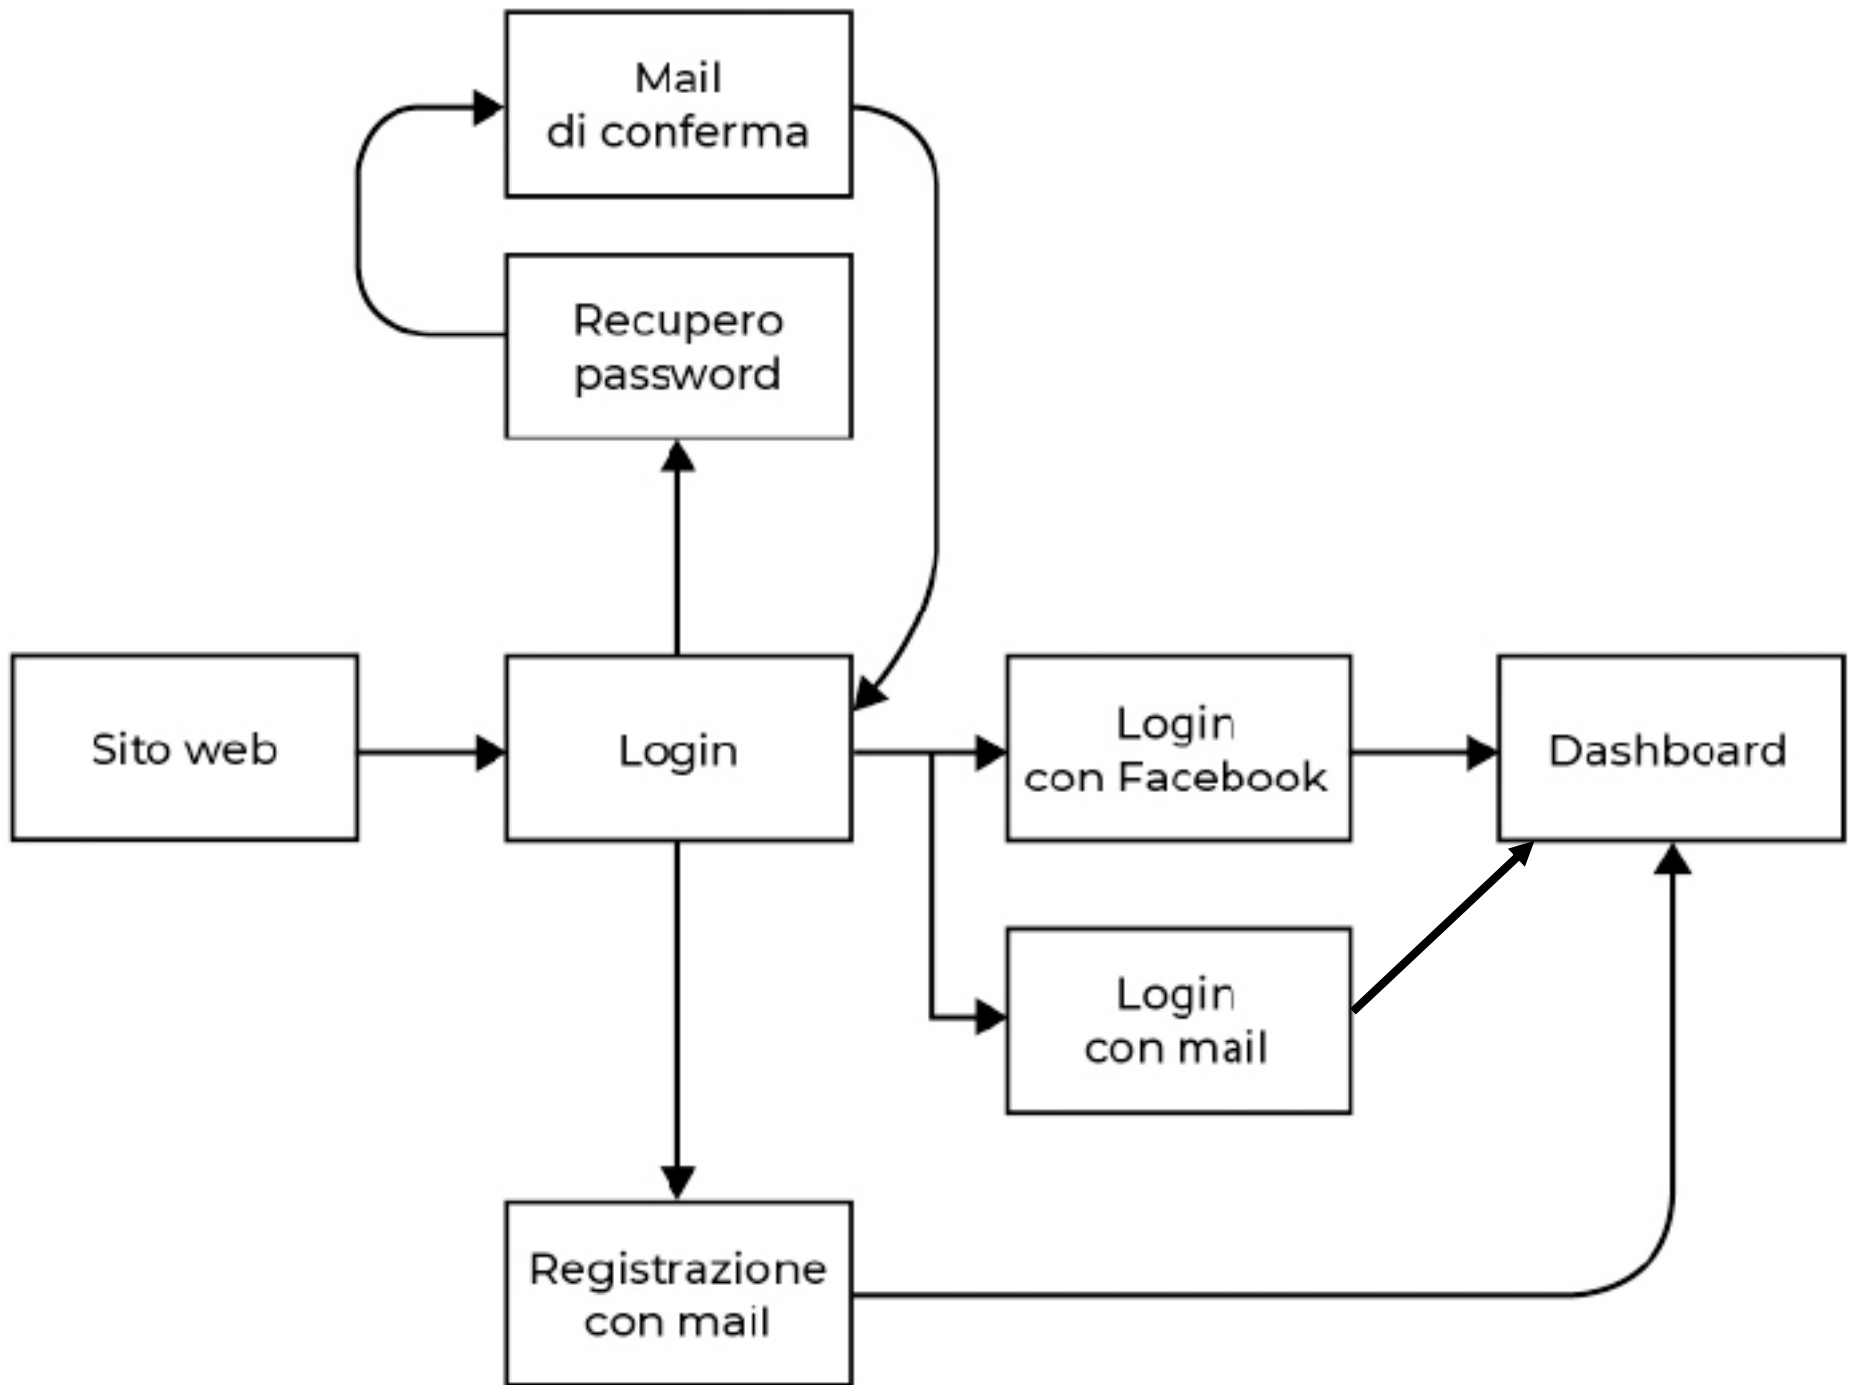 Mail
di conferma
Recupero
password
Sito web
Login
Login
con Facebook
Dashboard
Login
con mail
Registrazione
con mail